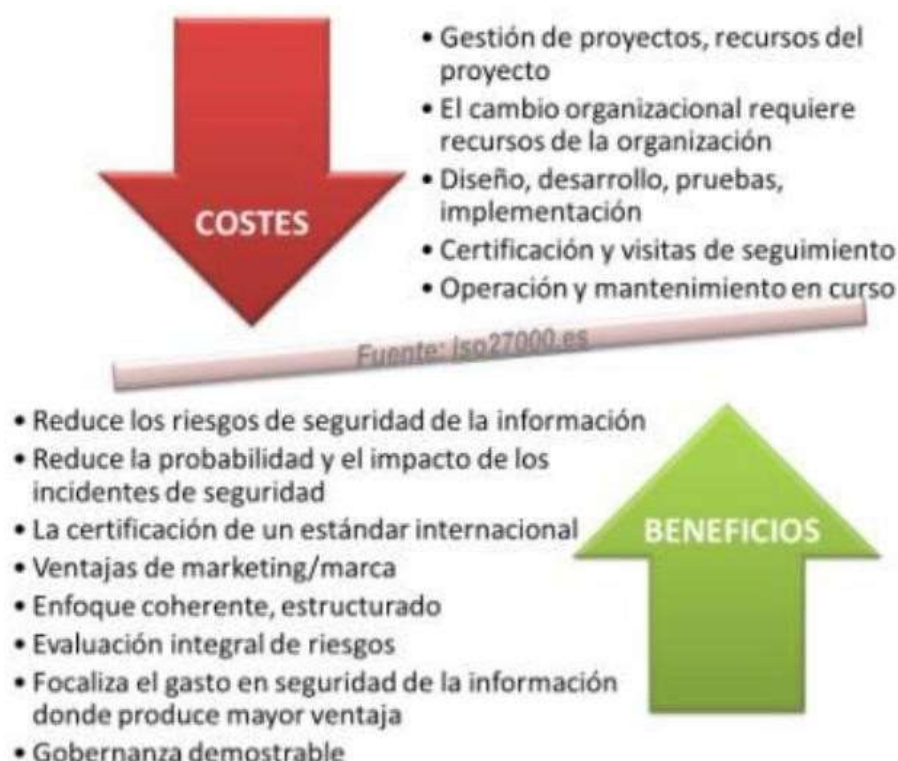 • Gestión de proyectos, recursos del
proyecto
• El cambio organizacional requiere
recursos de la organización
• Diseño, desarrollo, pruebas,
implementación
• Certificación y visitas de seguimiento
• Operación y mantenimiento en curso
COSTES
Fuente: iso27000.es
• Reduce los riesgos de seguridad de la información
• Reduce la probabilidad y el impacto de los
incidentes de seguridad
• La certificación de un estándar internacional
• Ventajas de marketing/marca
• Enfoque coherente, estructurado
• Evaluación integral de riesgos
• Focaliza el gasto en seguridad de la información
donde produce mayor ventaja
• Gobernanza demostrable
BENEFICIOS